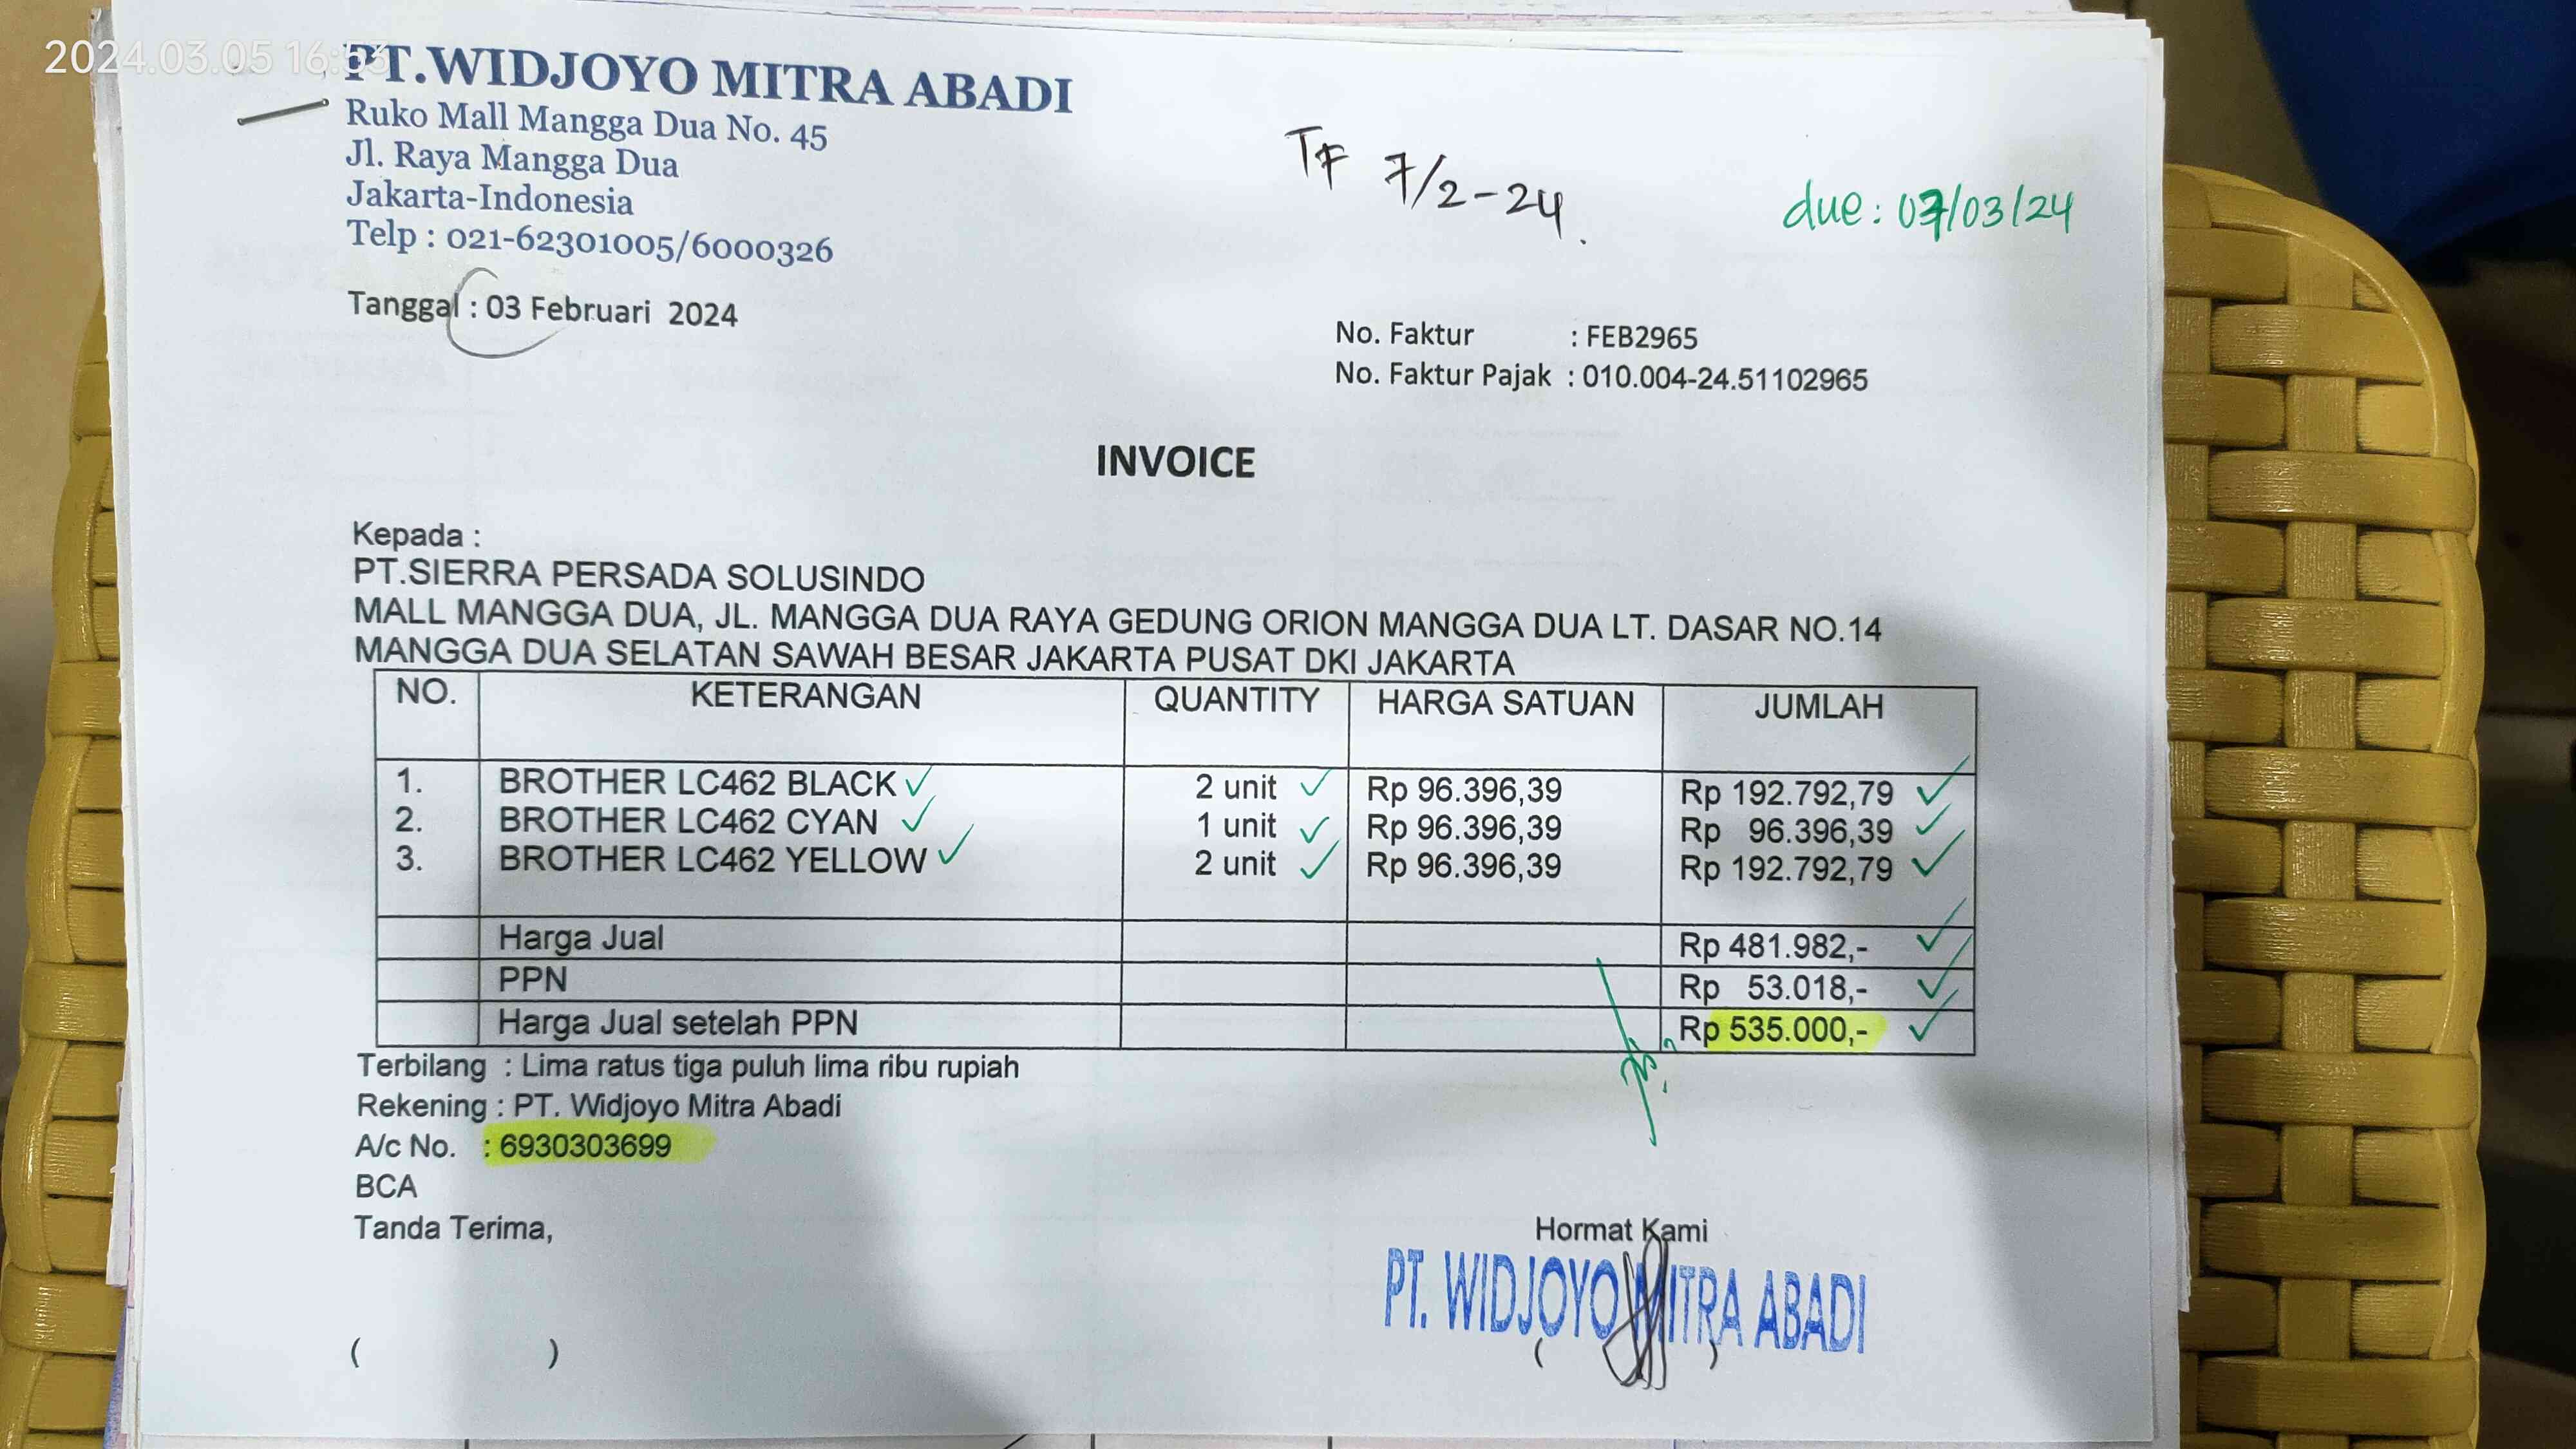 2024.03.05 16:53
PT.WIDJOYO MITRA ABADI
Ruko Mall Mangga Dua No. 45
Jl. Raya Mangga Dua
Jakarta-Indonesia
Telp : 021-62301005/6000326
TF 7/2-24.
due: 07/03/24
Tanggal : 03 Februari 2024
No. Faktur : FEB2965
No. Faktur Pajak : 010.004-24.51102965
INVOICE
Kepada :
PT.SIERRA PERSADA SOLUSINDO
MALL MANGGA DUA, JL. MANGGA DUA RAYA GEDUNG ORION MANGGA DUA LT. DASAR NO.14
MANGGA DUA SELATAN SAWAH BESAR JAKARTA PUSAT DKI JAKARTA
NO. KETERANGAN QUANTITY HARGA SATUAN JUMLAH
1. BROTHER LC462 BLACK 2 unit Rp 96.396,39 Rp 192.792,79
2. BROTHER LC462 CYAN 1 unit Rp 96.396,39 Rp 96.396,39
3. BROTHER LC462 YELLOW 2 unit Rp 96.396,39 Rp 192.792,79
Harga Jual Rp 481.982,-
PPN Rp 53.018,-
Harga Jual setelah PPN Rp 535.000,-
Terbilang : Lima ratus tiga puluh lima ribu rupiah
Rekening : PT. Widjoyo Mitra Abadi
A/c No. : 6930303699
BCA
Tanda Terima,
Hormat Kami
PT. WIDJOYO MITRA ABADI
( )
( )